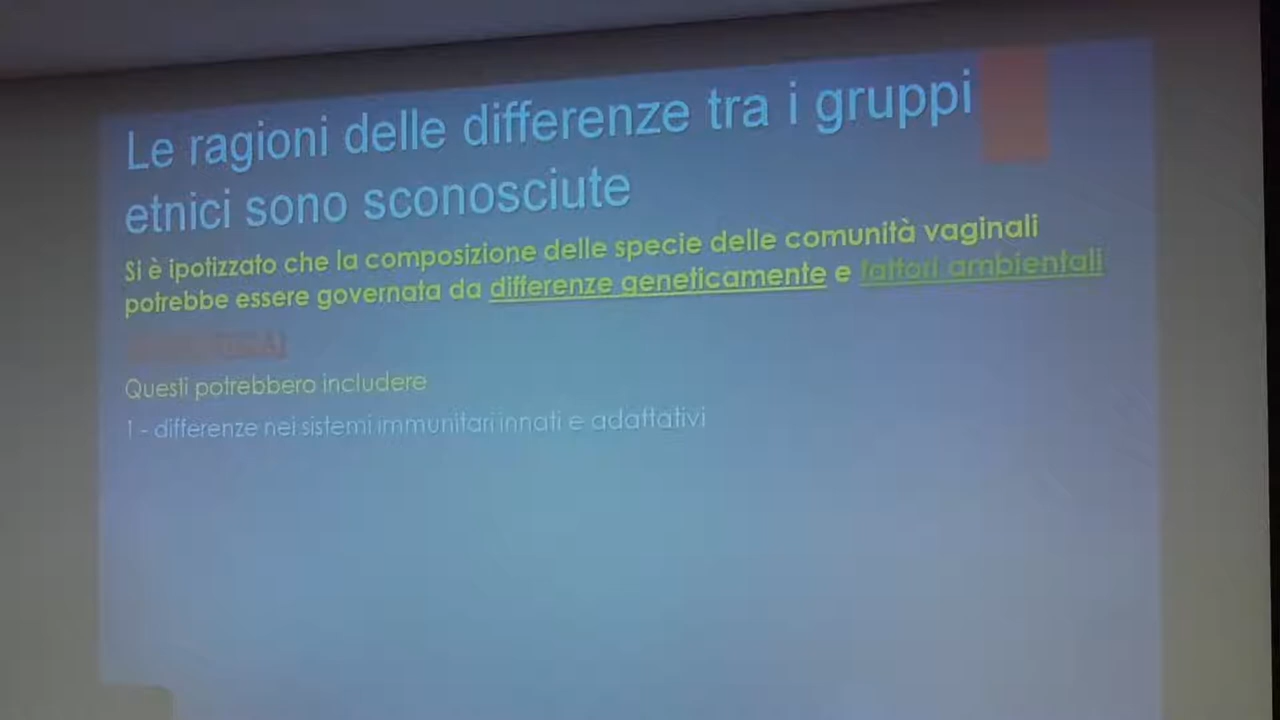 Le ragioni delle differenze tra i gruppi
etnici sono sconosciute
Si è ipotizzato che la composizione delle specie delle comunità vaginali
potrebbe essere governata da differenze geneticamente e fattori ambientali
Questi potrebbero includere
1 - differenze nei sistemi immunitari innati e adattativi